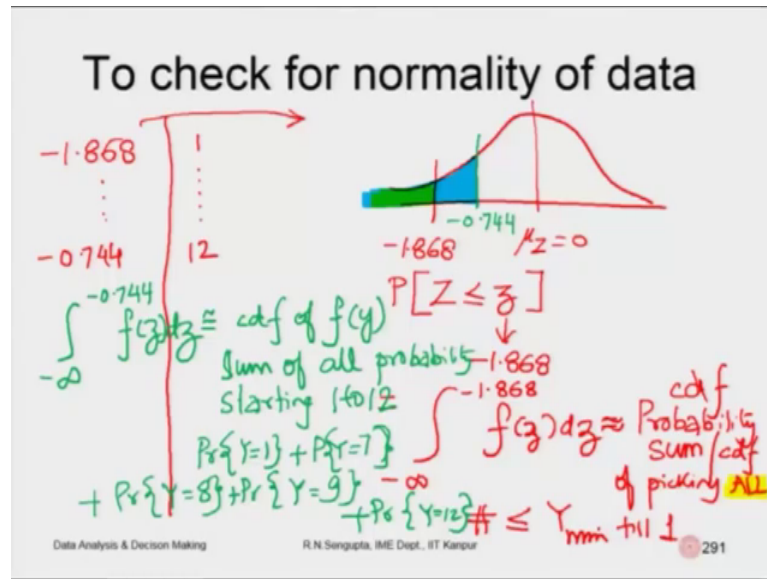 To check for normality of data
-1.868 1
-0.744 12
-0.744
-1.868 μz=0
P[Z ≤ z]
-1.868
∫_{-∞}^{-0.744} f(z)dz ≅ cdf of f(y)
Sum of all probability
starting 1 to 12
Pr{Y=1} + P{Y=7}
+ Pr{Y=8} + Pr{Y=9}
+ Pr{Y=12}
∫_{-∞}^{-1.868} f(z)dz ≈ cdf
Probability
sum/cdf
of picking ALL
# ≤ Ymin till 1
Data Analysis & Decison Making R.N.Sengupta, IME Dept., IIT Kanpur 291